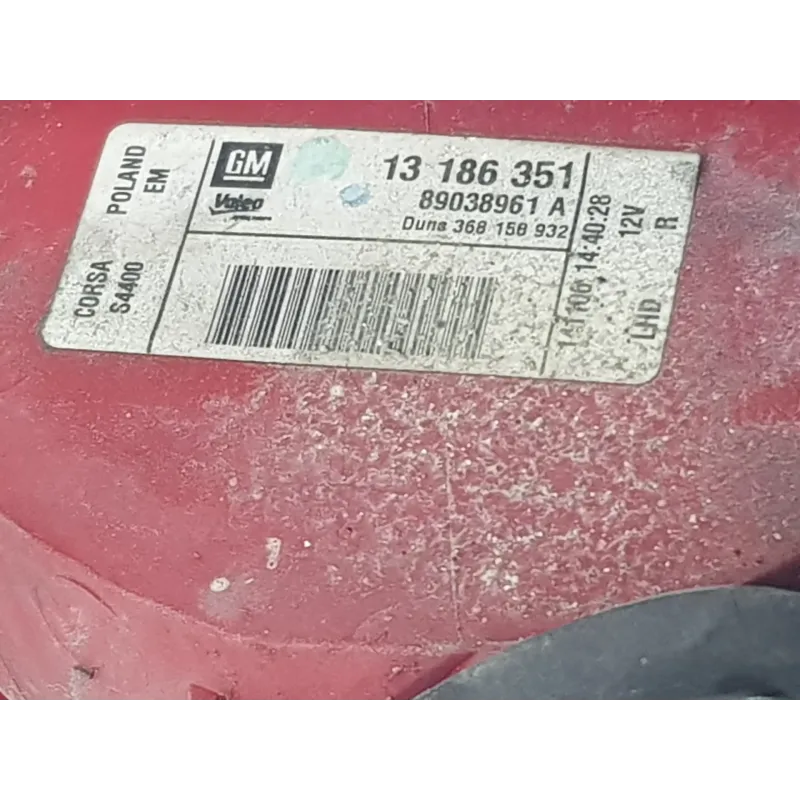 CORSA POLAND
S4400 EM
GM
Valeo
13 186 351
89038961 A
Duns 368 158 932
14:40:28
12V
LHD R